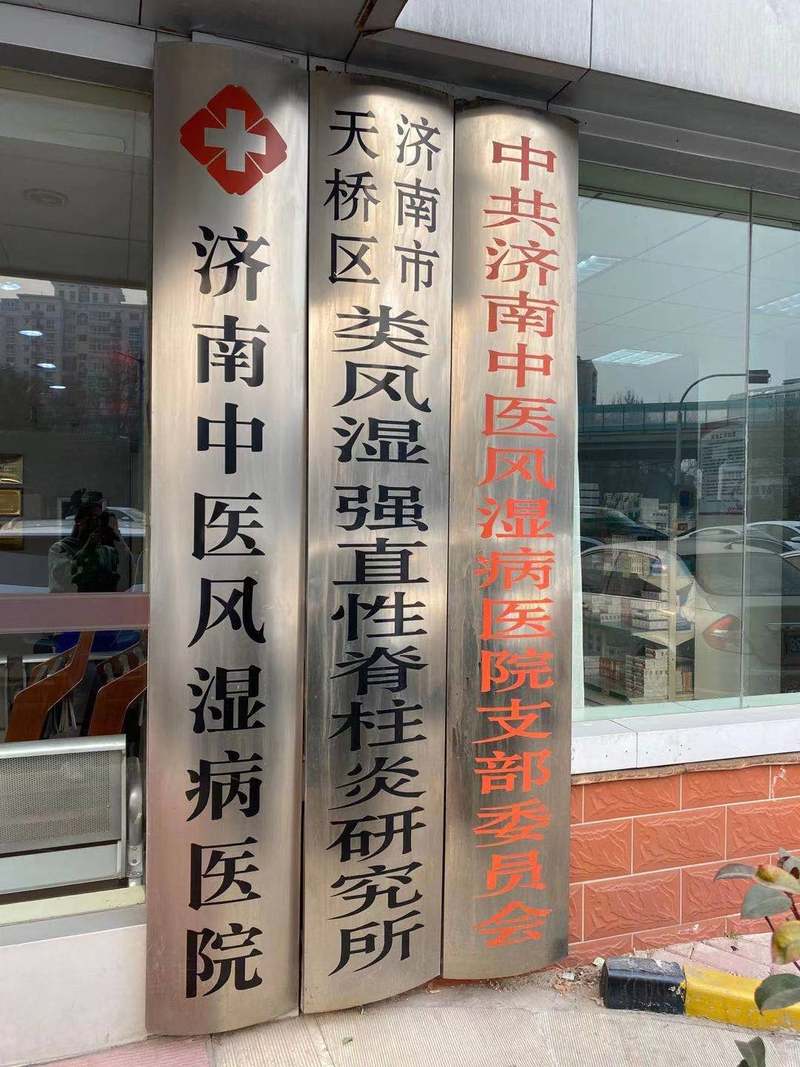 济南中医风湿病医院
济南市
天桥区
类风湿强直性脊柱炎研究所
中共济南中医风湿病医院支部委员会